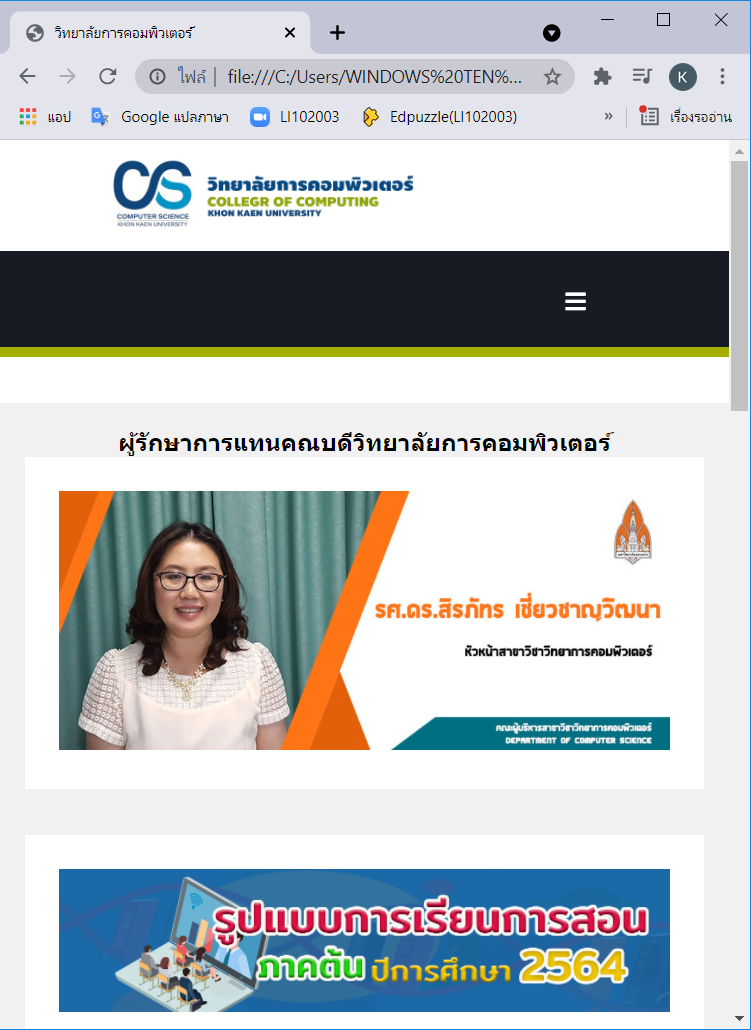 วิทยาลัยการคอมพิวเตอร์
ไฟล์ | file:///C:/Users/WINDOWS%20TEN%...
K
แอป
Google แปลภาษา
LI102003
Edpuzzle(LI102003)
»
เรื่องรออ่าน
CS
COMPUTER SCIENCE
KHON KAEN UNIVERSITY
วิทยาลัยการคอมพิวเตอร์
COLLEGR OF COMPUTING
KHON KAEN UNIVERSITY
ผู้รักษาการแทนคณบดีวิทยาลัยการคอมพิวเตอร์
รศ.ดร.สิรภัทร เชี่ยวชาญวัฒนา
หัวหน้าสาขาวิชาวิทยาการคอมพิวเตอร์
คณะผู้บริหารสาขาวิชาวิทยาการคอมพิวเตอร์
DEPARTMENT OF COMPUTER SCIENCE
รูปแบบการเรียนการสอน
ภาคต้น ปีการศึกษา 2564